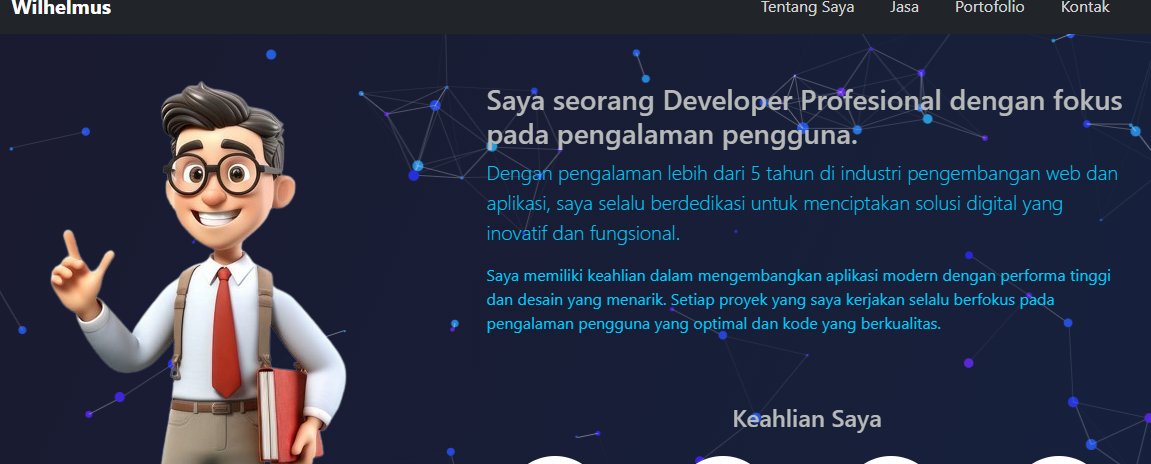 Wilhelmus
Tentang Saya Jasa Portofolio Kontak
Saya seorang Developer Profesional dengan fokus
pada pengalaman pengguna.
Dengan pengalaman lebih dari 5 tahun di industri pengembangan web dan
aplikasi, saya selalu berdedikasi untuk menciptakan solusi digital yang
inovatif dan fungsional.
Saya memiliki keahlian dalam mengembangkan aplikasi modern dengan performa tinggi
dan desain yang menarik. Setiap proyek yang saya kerjakan selalu berfokus pada
pengalaman pengguna yang optimal dan kode yang berkualitas.
Keahlian Saya